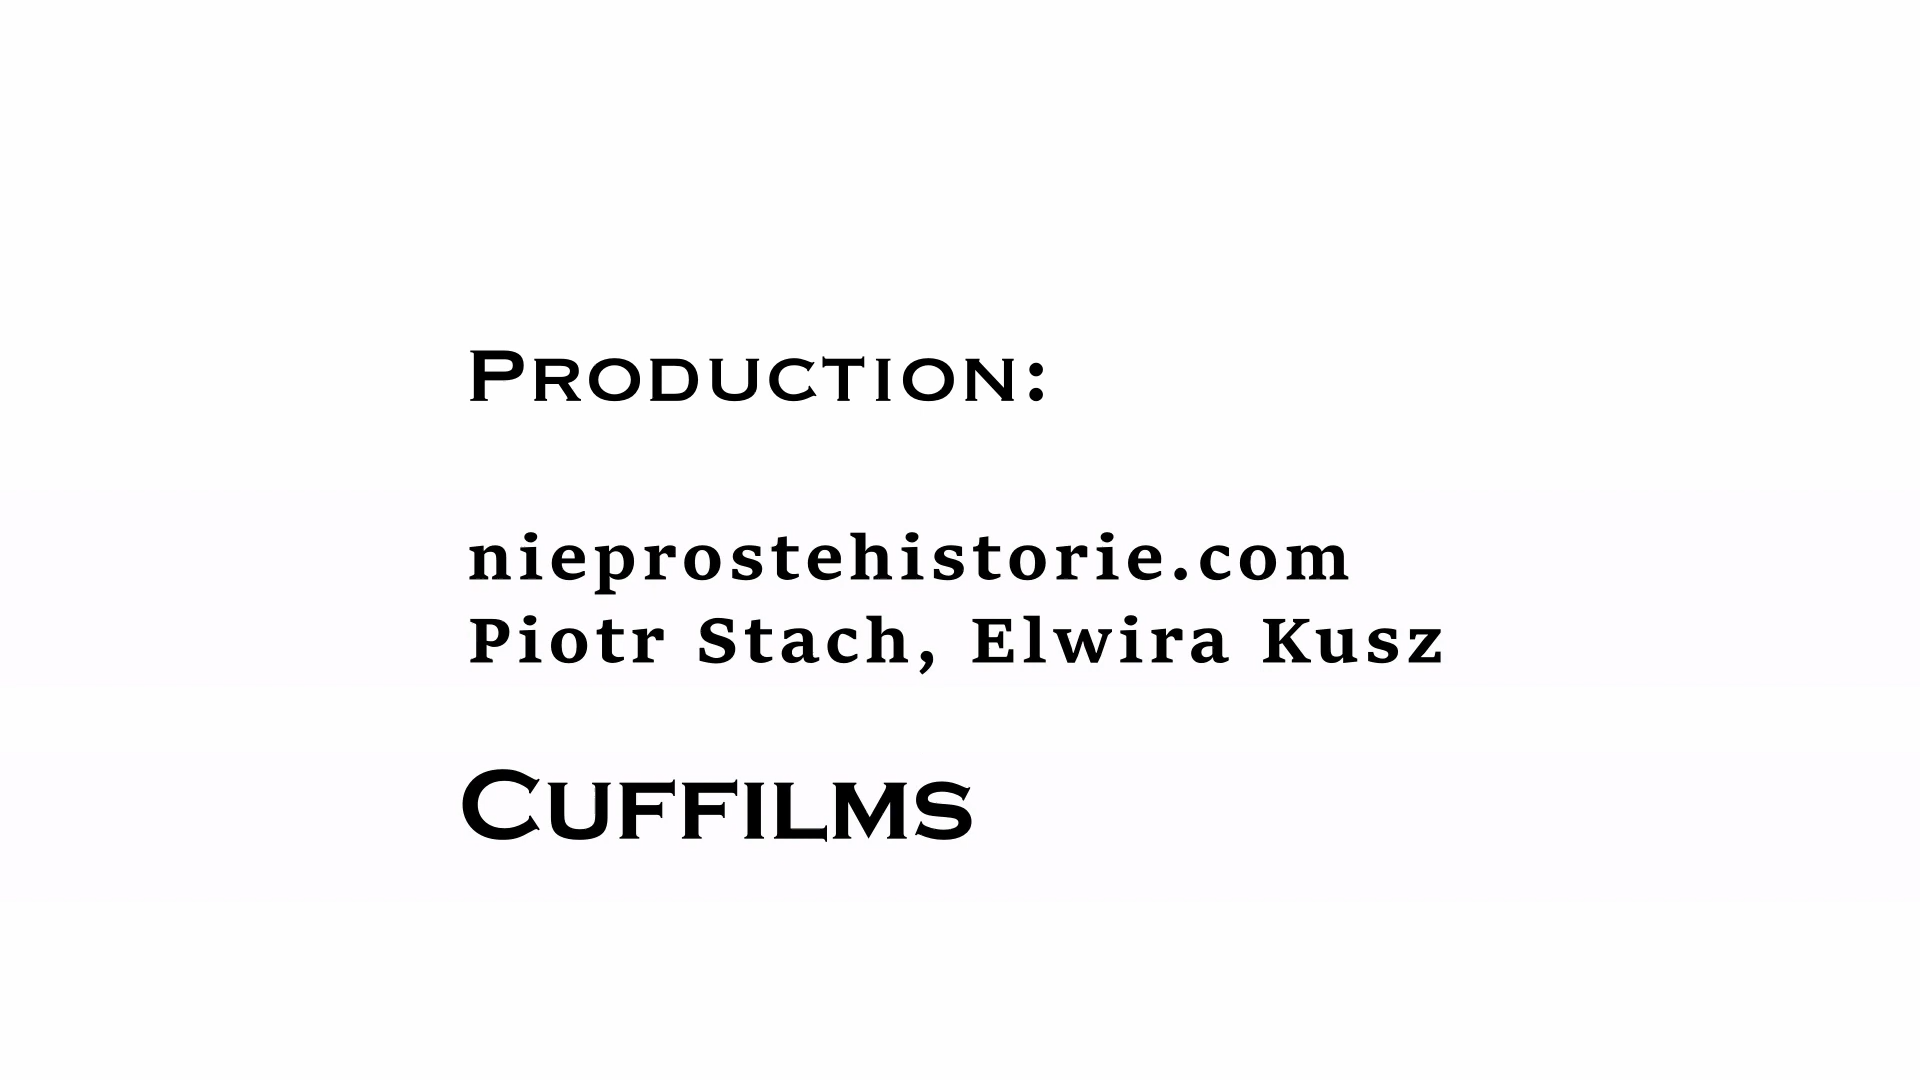 Production:
nieprostehistorie.com
Piotr Stach, Elwira Kusz
Cuffilms